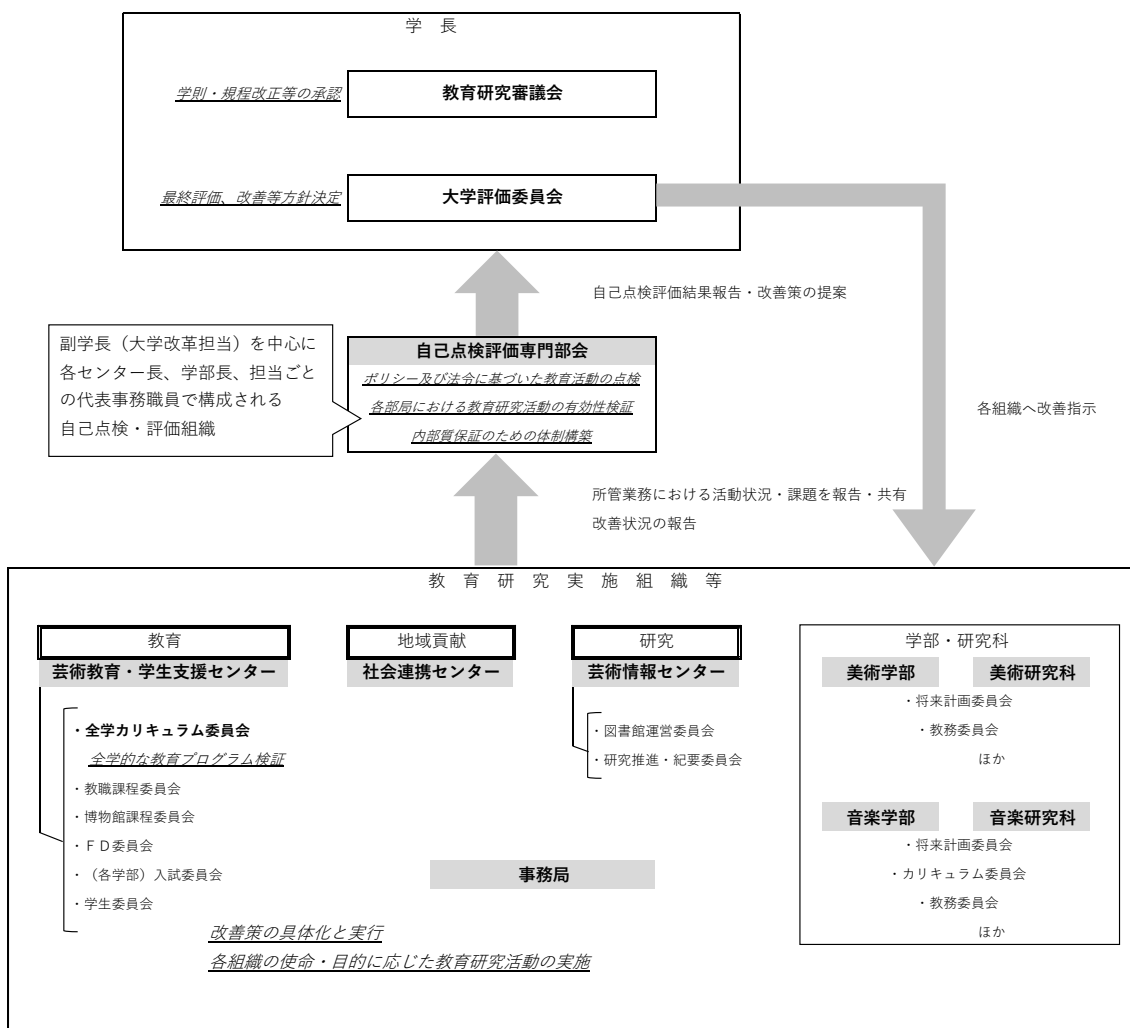 学 長
学則・規程改正等の承認
教育研究審議会
最終評価、改善等方針決定
大学評価委員会
自己点検評価結果報告・改善策の提案
副学長（大学改革担当）を中心に
各センター長、学部長、担当ごと
の代表事務職員で構成される
自己点検・評価組織
自己点検評価専門部会
ポリシー及び法令に基づいた教育活動の点検
各部局における教育研究活動の有効性検証
内部質保証のための体制構築
各組織へ改善指示
所管業務における活動状況・課題を報告・共有
改善状況の報告
教 育 研 究 実 施 組 織 等
教育
芸術教育・学生支援センター
・全学カリキュラム委員会
全学的な教育プログラム検証
・教職課程委員会
・博物館課程委員会
・ＦＤ委員会
・（各学部）入試委員会
・学生委員会
地域貢献
社会連携センター
研究
芸術情報センター
・図書館運営委員会
・研究推進・紀要委員会
事務局
学部・研究科
美術学部 美術研究科
・将来計画委員会
・教務委員会
ほか
音楽学部 音楽研究科
・将来計画委員会
・カリキュラム委員会
・教務委員会
ほか
改善策の具体化と実行
各組織の使命・目的に応じた教育研究活動の実施